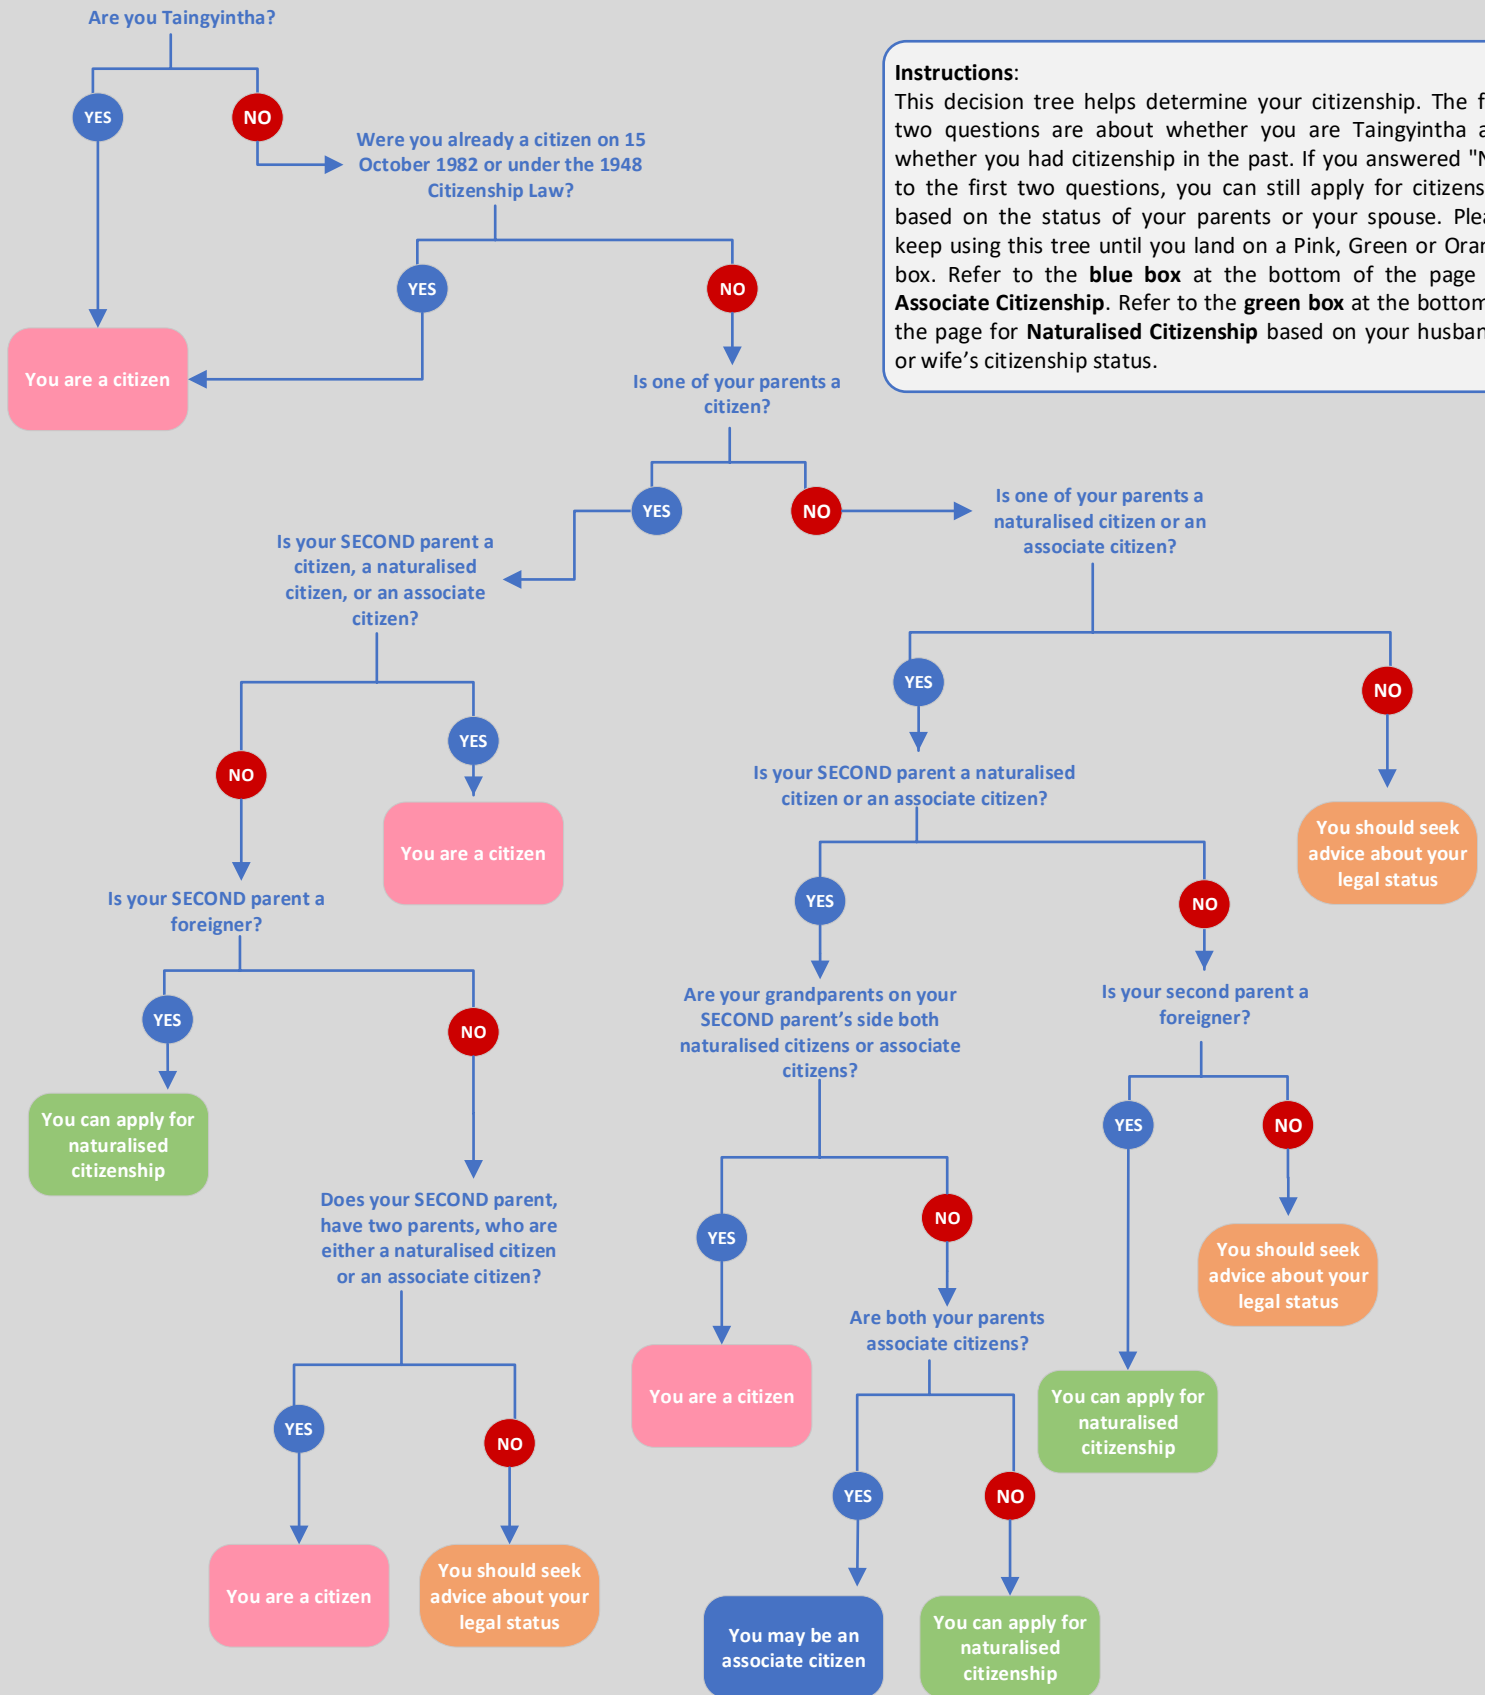 Are you Taingyintha?
YES
NO
Instructions:
This decision tree helps determine your citizenship. The f
two questions are about whether you are Taingyintha a
whether you had citizenship in the past. If you answered "N
to the first two questions, you can still apply for citizens
based on the status of your parents or your spouse. Plea
keep using this tree until you land on a Pink, Green or Oran
box. Refer to the blue box at the bottom of the page
Associate Citizenship. Refer to the green box at the bottom
the page for Naturalised Citizenship based on your husban
or wife’s citizenship status.
Were you already a citizen on 15
October 1982 or under the 1948
Citizenship Law?
YES
NO
You are a citizen
Is one of your parents a
citizen?
YES
NO
Is one of your parents a
naturalised citizen or an
associate citizen?
Is your SECOND parent a
citizen, a naturalised
citizen, or an associate
citizen?
YES
NO
NO
YES
Is your SECOND parent a naturalised
citizen or an associate citizen?
You should seek
advice about your
legal status
You are a citizen
Is your SECOND parent a
foreigner?
YES
NO
YES
NO
Are your grandparents on your
SECOND parent’s side both
naturalised citizens or associate
citizens?
Is your second parent a
foreigner?
You can apply for
naturalised
citizenship
YES
NO
Does your SECOND parent,
have two parents, who are
either a naturalised citizen
or an associate citizen?
YES
NO
You should seek
advice about your
legal status
Are both your parents
associate citizens?
You are a citizen
You can apply for
naturalised
citizenship
YES
NO
YES
NO
You are a citizen
You should seek
advice about your
legal status
You may be an
associate citizen
You can apply for
naturalised
citizenship